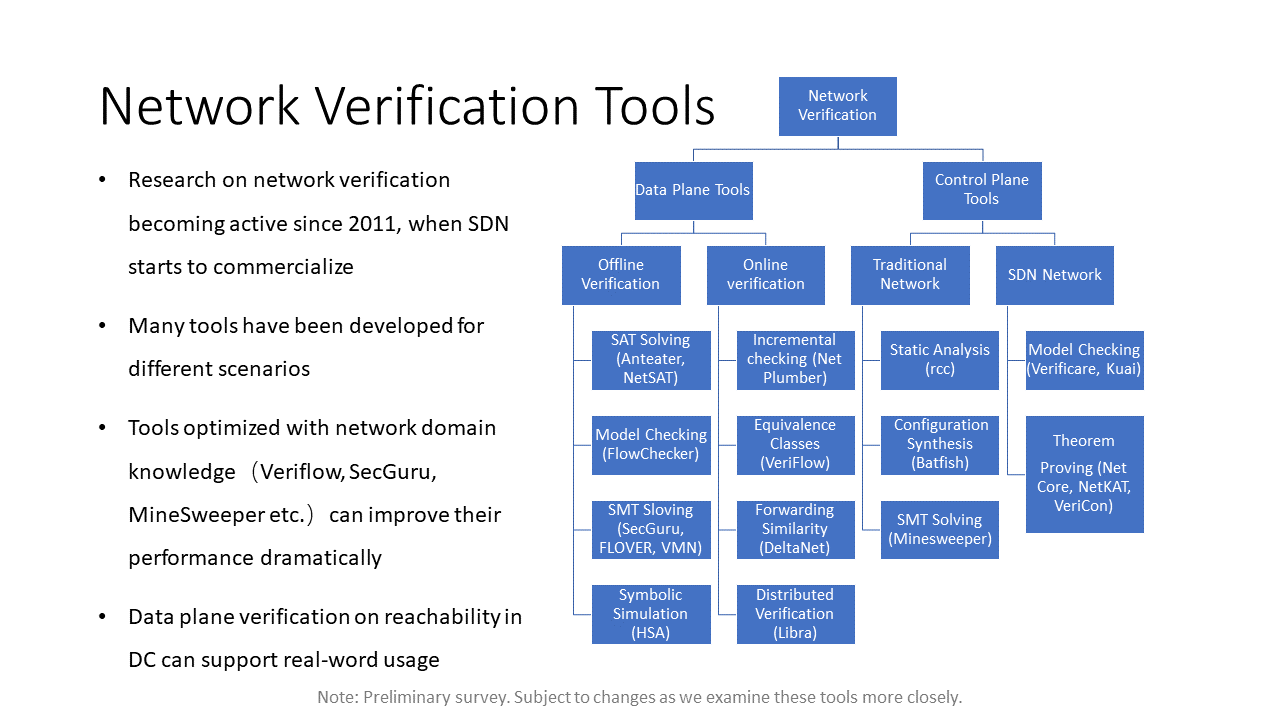 Network Verification Tools
• Research on network verification
becoming active since 2011, when SDN
starts to commercialize
• Many tools have been developed for
different scenarios
• Tools optimized with network domain
knowledge（Veriflow, SecGuru,
MineSweeper etc.）can improve their
performance dramatically
• Data plane verification on reachability in
DC can support real-word usage
Network
Verification
Data Plane Tools
Control Plane
Tools
Offline
Verification
Online
verification
Traditional
Network
SDN Network
SAT Solving
(Anteater,
NetSAT)
Model Checking
(FlowChecker)
SMT Sloving
(SecGuru,
FLOVER, VMN)
Symbolic
Simulation
(HSA)
Incremental
checking (Net
Plumber)
Equivalence
Classes
(VeriFlow)
Forwarding
Similarity
(DeltaNet)
Distributed
Verification
(Libra)
Static Analysis
(rcc)
Configuration
Synthesis
(Batfish)
SMT Solving
(Minesweeper)
Model Checking
(Verificare, Kuai)
Theorem
Proving (Net
Core, NetKAT,
VeriCon)
Note: Preliminary survey. Subject to changes as we examine these tools more closely.